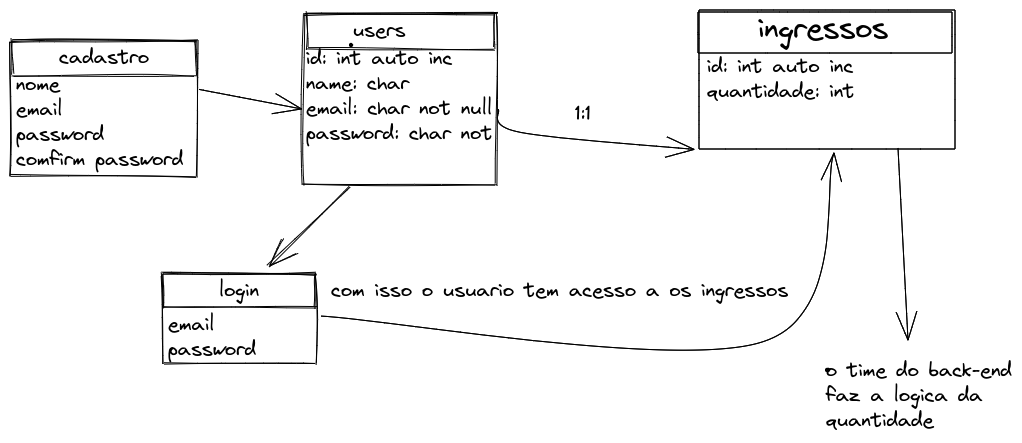 cadastro
nome
email
password
comfirm password
users
id: int auto inc
name: char
email: char not null
password: char not
1:1
ingressos
id: int auto inc
quantidade: int
login
email
password
com isso o usuario tem acesso a os ingressos
o time do back-end
faz a logica da
quantidade